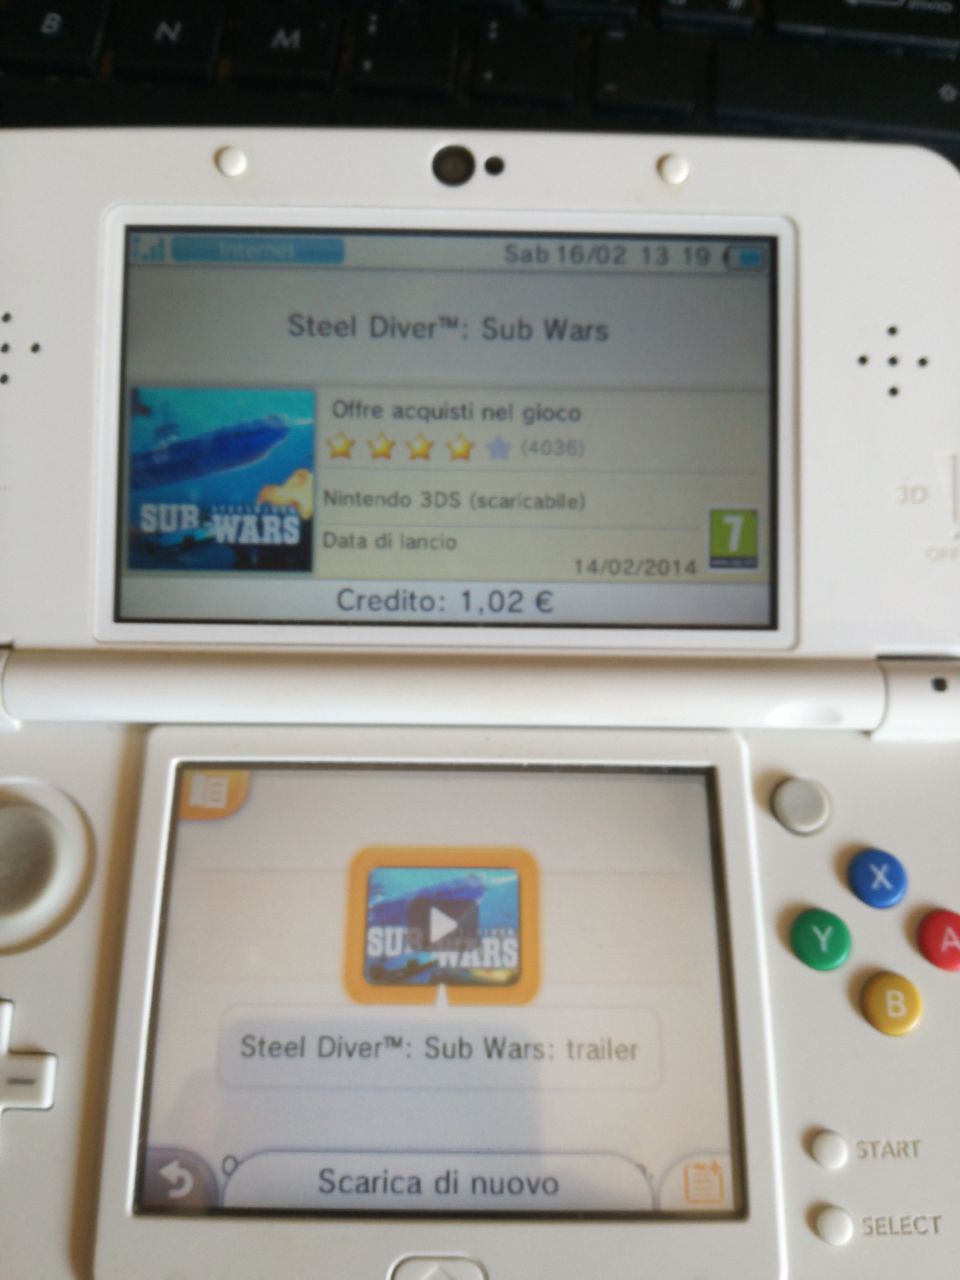 B N M
Internet
Sab 16/02 13 19
Steel Diver™: Sub Wars
Offre acquisti nel gioco
(4036)
Nintendo 3DS (scaricabile)
Data di lancio
14/02/2014
7
SUB WARS
Credito: 1,02 €
3D
OFF
SUB WARS
Steel Diver™: Sub Wars: trailer
Scarica di nuovo
X
Y
A
B
START
SELECT